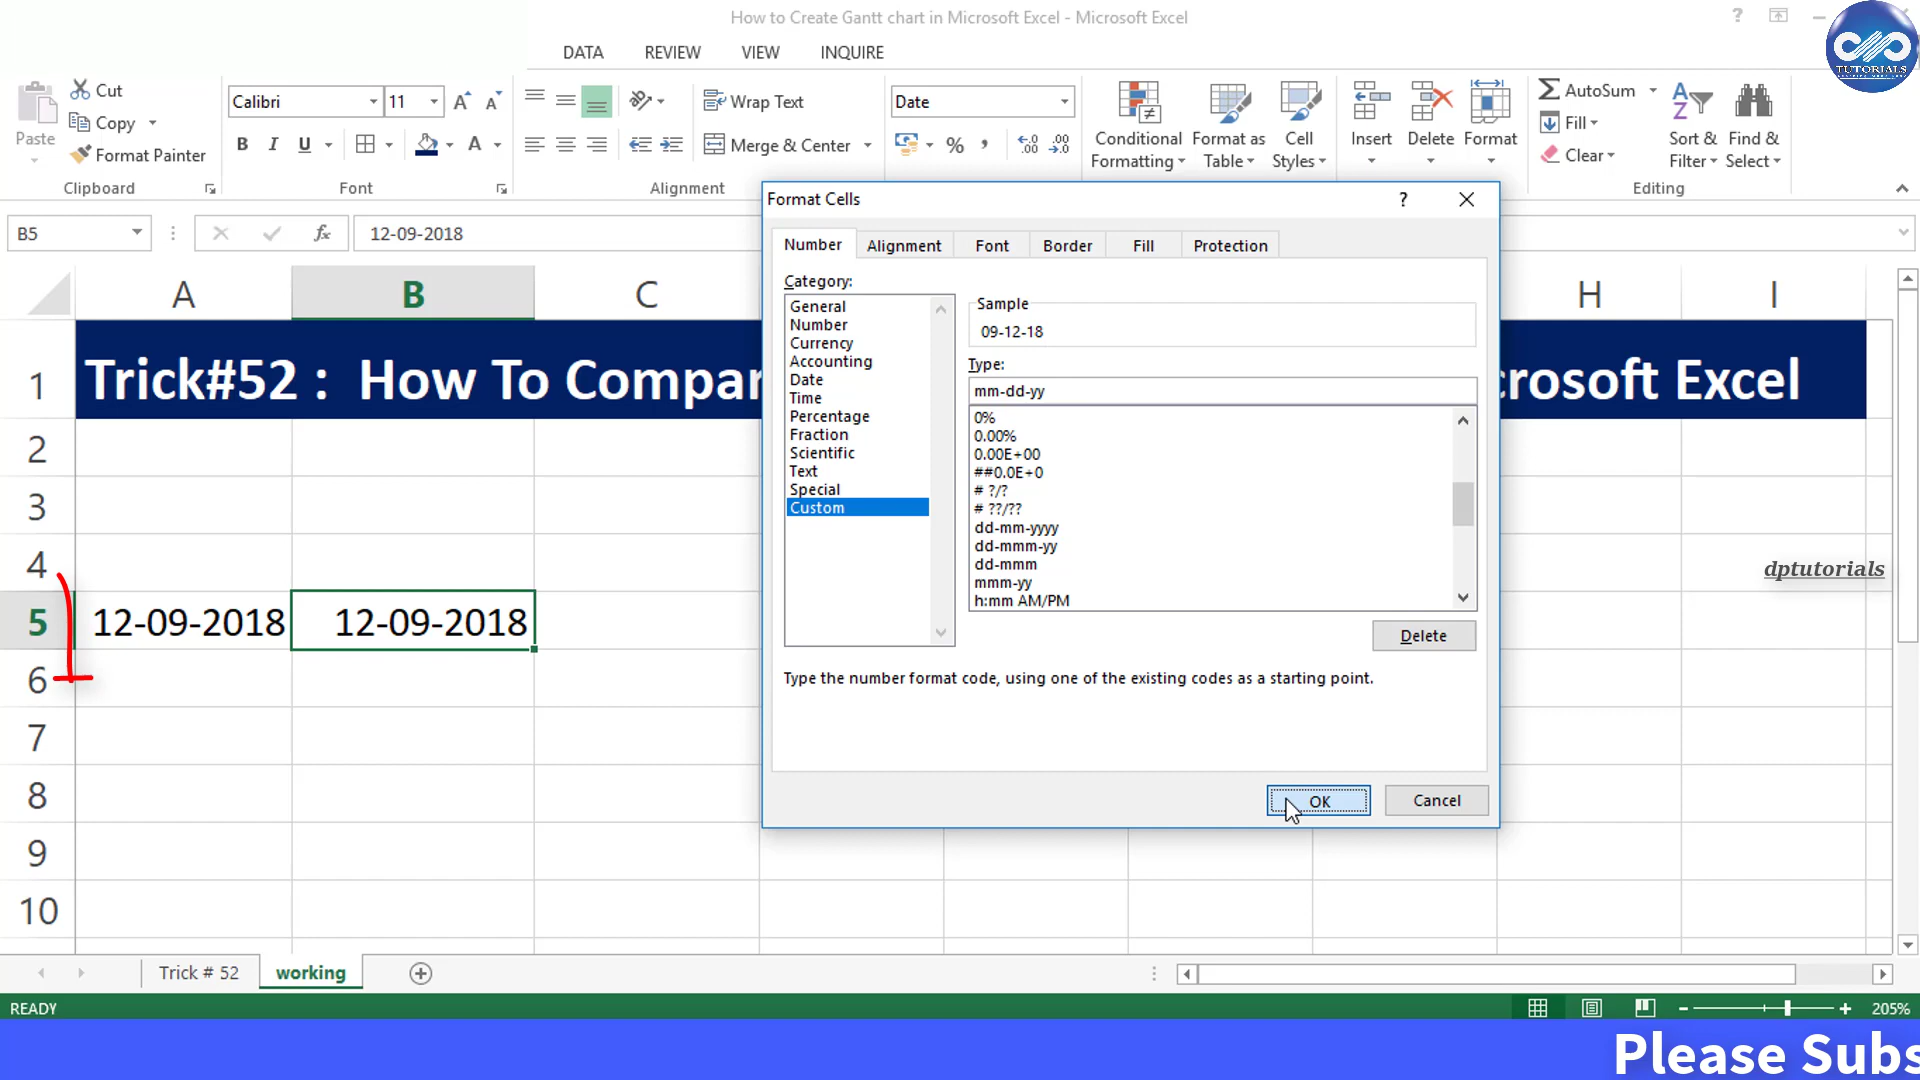 How to Create Gantt chart in Microsoft Excel - Microsoft Excel
?
TUTORIALS
DATA REVIEW VIEW INQUIRE
Paste
Cut
Copy
Format Painter
Clipboard
Calibri 11
B I U
A
Font
Wrap Text
Merge & Center
Alignment
Date
%
Conditional Formatting
Format as Table
Cell Styles
Insert
Delete
Format
AutoSum
Fill
Clear
Sort & Filter
Find & Select
Editing
B5
fx
12-09-2018
A B C H I
1 2 3 4 5 6 7 8 9 10
Trick#52 : How To Compar
crosoft Excel
12-09-2018 12-09-2018
Format Cells
?
Number Alignment Font Border Fill Protection
Category:
General
Number
Currency
Accounting
Date
Time
Percentage
Fraction
Scientific
Text
Special
Custom
Sample
09-12-18
Type:
mm-dd-yy
0%
0.00%
0.00E+00
##0.0E+0
# ?/?
# ??/??
dd-mm-yyyy
dd-mmm-yy
dd-mmm
mmm-yy
h:mm AM/PM
Delete
Type the number format code, using one of the existing codes as a starting point.
OK Cancel
dptutorials
Trick # 52 working
READY
205%
Please Subs